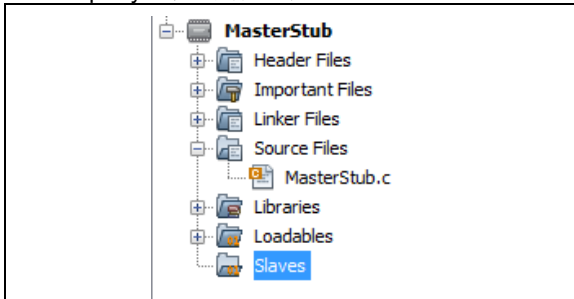 MasterStub
Header Files
Important Files
Linker Files
Source Files
MasterStub.c
Libraries
Loadables
Slaves